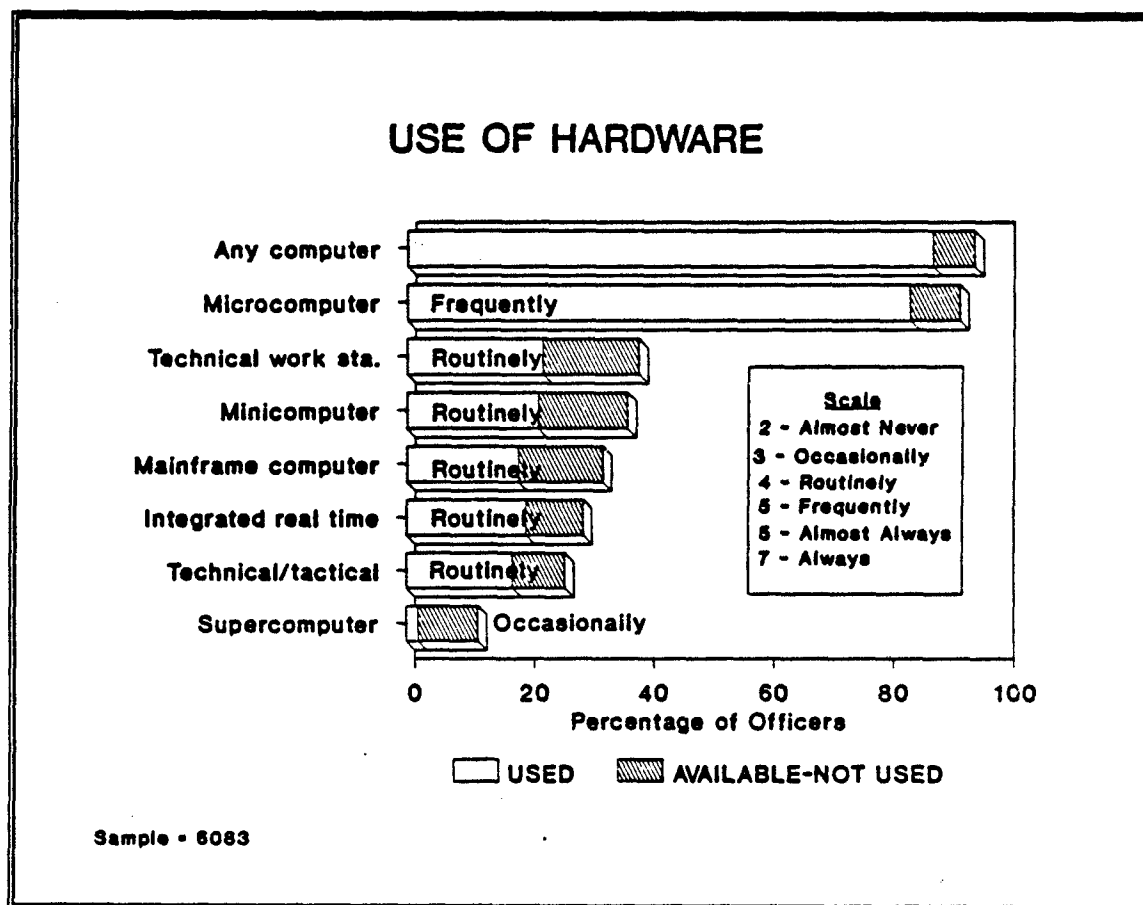 USE OF HARDWARE
Any computer
Microcomputer Frequently
Technical work sta. Routinely
Minicomputer Routinely
Mainframe computer Routinely
Integrated real time Routinely
Technical/tactical Routinely
Supercomputer Occasionally
Scale
2 - Almost Never
3 - Occasionally
4 - Routinely
5 - Frequently
5 - Almost Always
7 - Always
0 20 40 60 80 100
Percentage of Officers
USED AVAILABLE-NOT USED
Sample = 6083